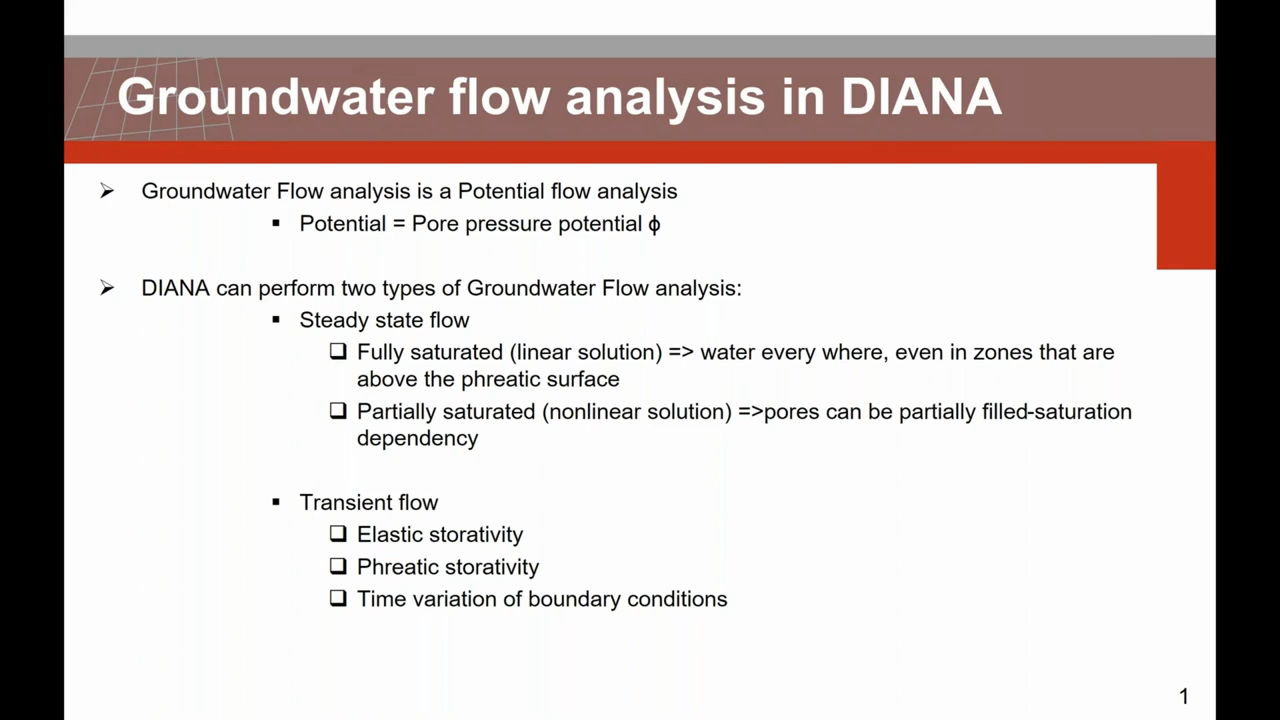 Groundwater flow analysis in DIANA
➢ Groundwater Flow analysis is a Potential flow analysis
▪ Potential = Pore pressure potential ϕ
➢ DIANA can perform two types of Groundwater Flow analysis:
▪ Steady state flow
❑ Fully saturated (linear solution) => water every where, even in zones that are
above the phreatic surface
❑ Partially saturated (nonlinear solution) =>pores can be partially filled-saturation
dependency
▪ Transient flow
❑ Elastic storativity
❑ Phreatic storativity
❑ Time variation of boundary conditions
1